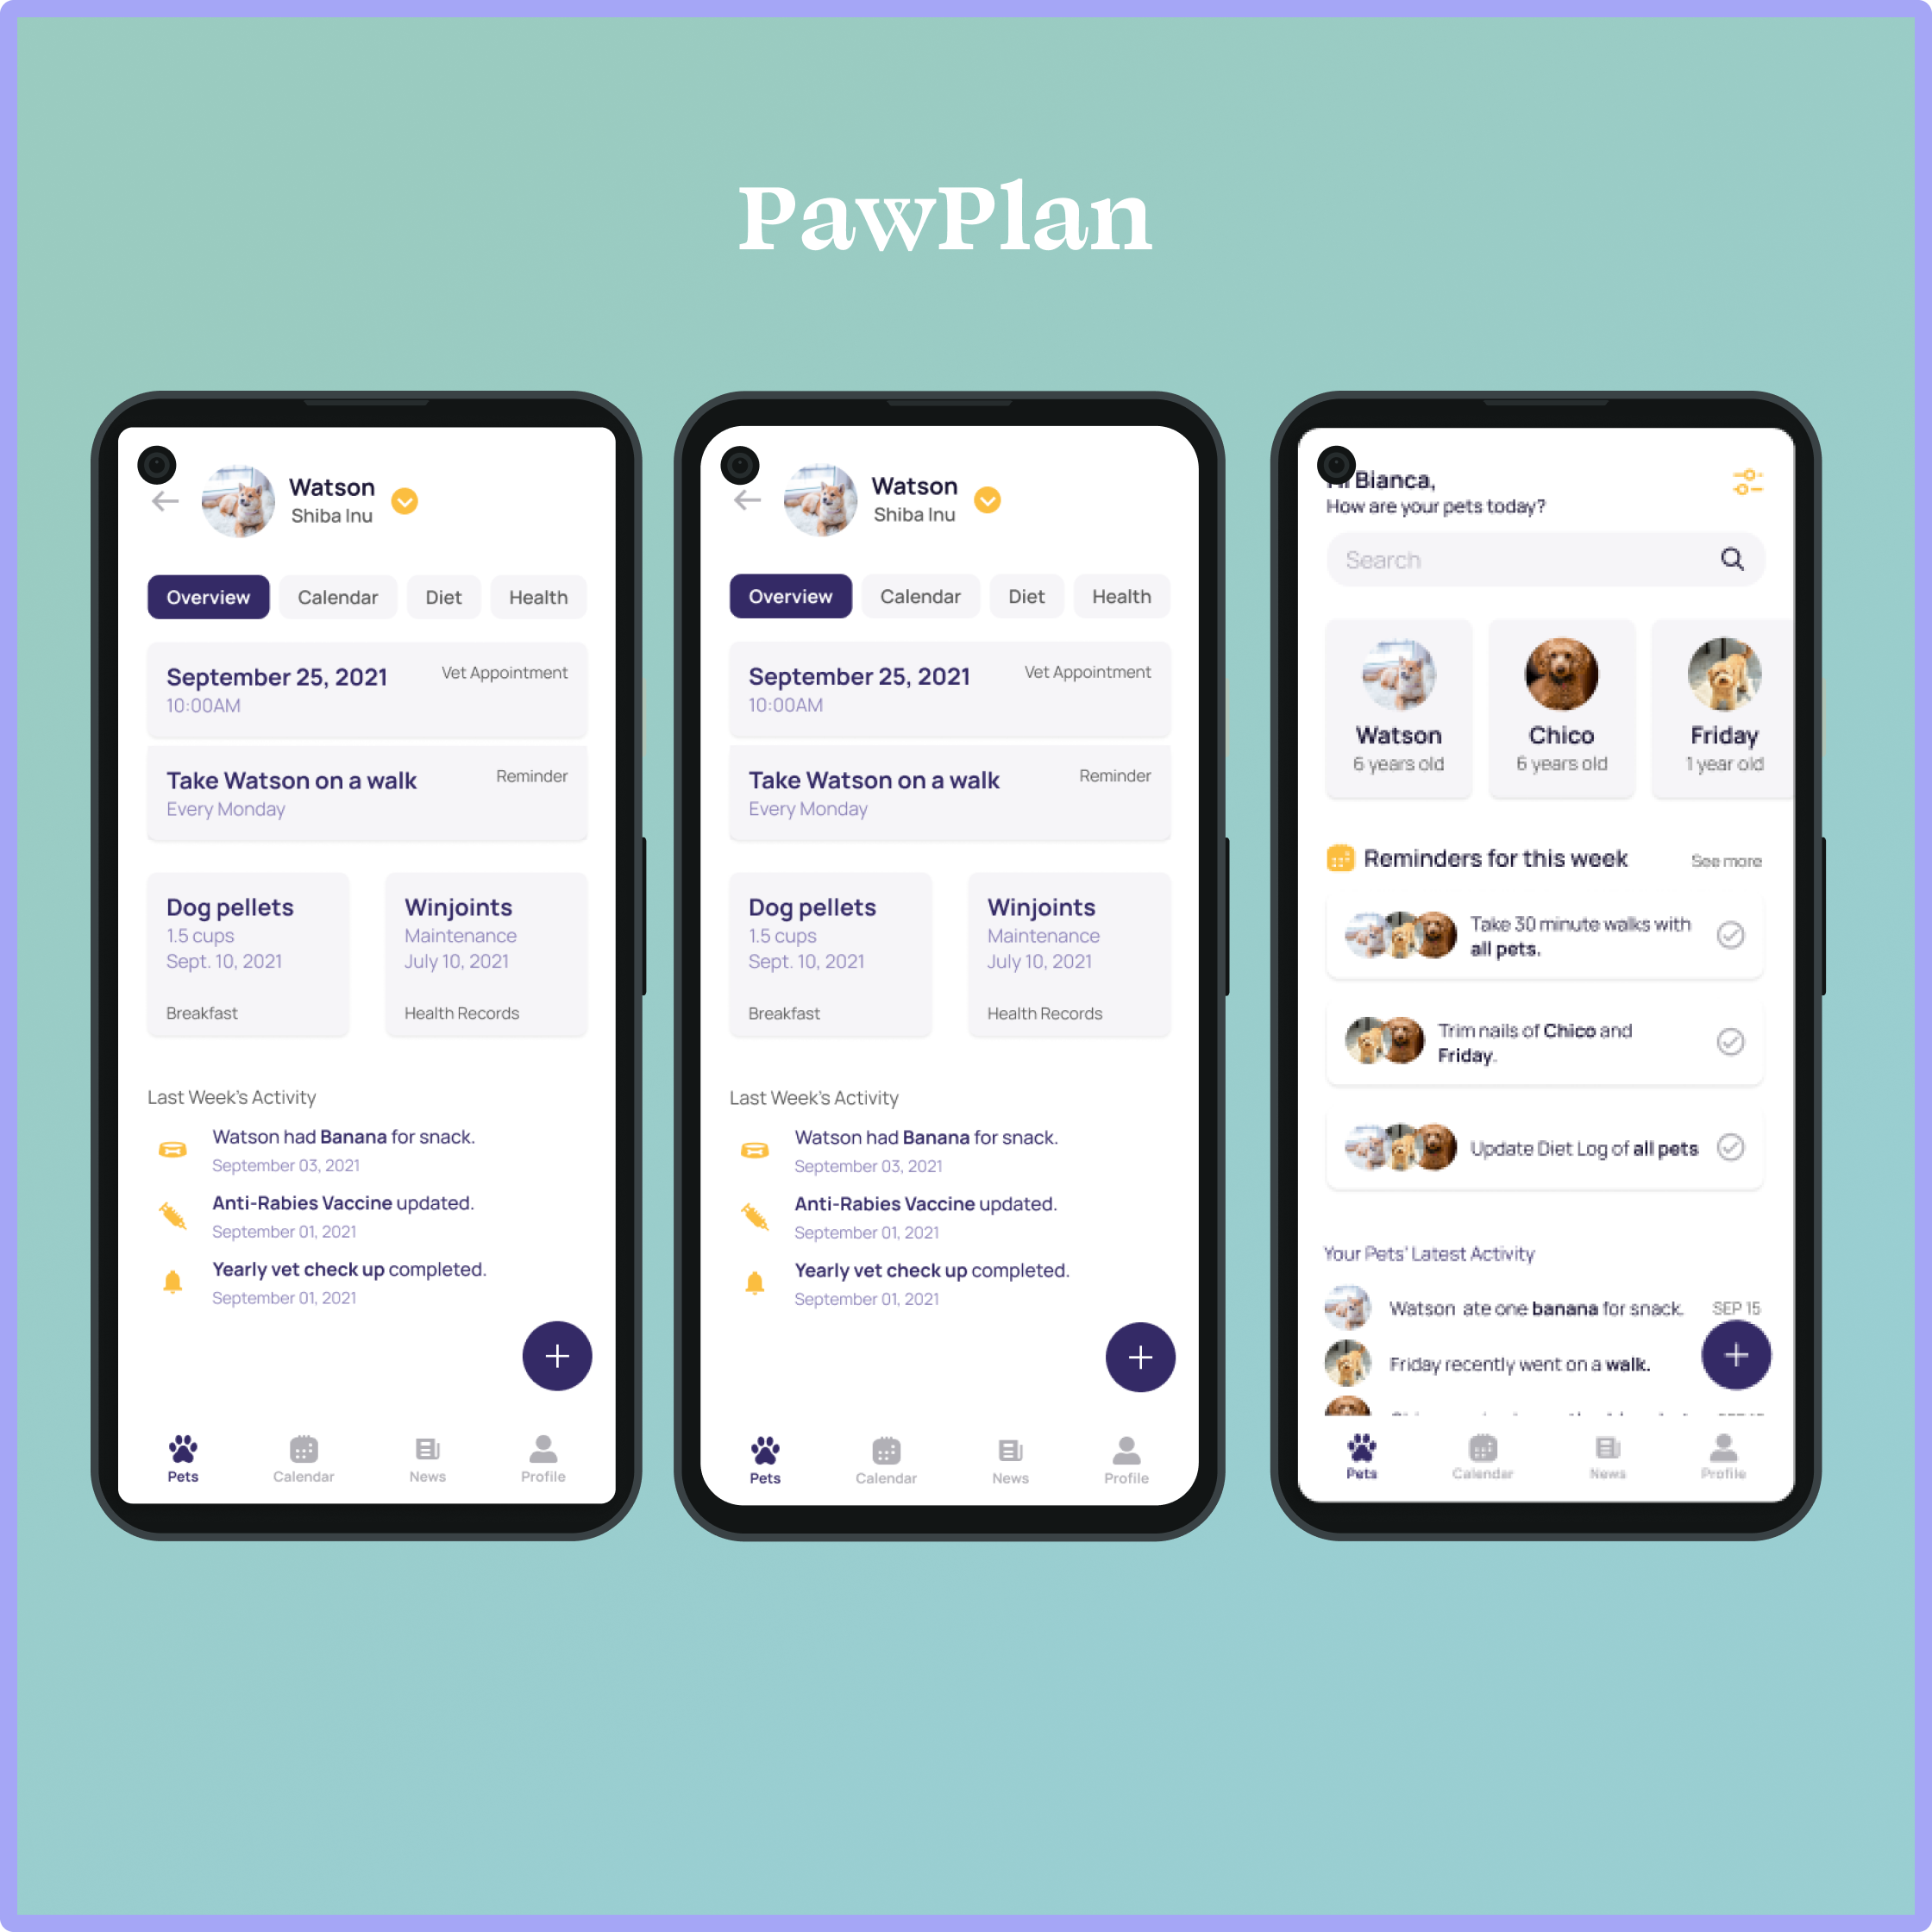 PawPlan
Watson
Shiba Inu
Overview Calendar Diet Health
September 25, 2021 Vet Appointment
10:00AM
Take Watson on a walk Reminder
Every Monday
Dog pellets Winjoints
1.5 cups Maintenance
Sept. 10, 2021 July 10, 2021
Breakfast Health Records
Last Week's Activity
Watson had Banana for snack.
September 03, 2021
Anti-Rabies Vaccine updated.
September 01, 2021
Yearly vet check up completed.
September 01, 2021
Pets Calendar News Profile
Watson
Shiba Inu
Overview Calendar Diet Health
September 25, 2021 Vet Appointment
10:00AM
Take Watson on a walk Reminder
Every Monday
Dog pellets Winjoints
1.5 cups Maintenance
Sept. 10, 2021 July 10, 2021
Breakfast Health Records
Last Week's Activity
Watson had Banana for snack.
September 03, 2021
Anti-Rabies Vaccine updated.
September 01, 2021
Yearly vet check up completed.
September 01, 2021
Pets Calendar News Profile
Bianca,
How are your pets today?
Search
Watson Chico Friday
6 years old 6 years old 1 year old
Reminders for this week See more
Take 30 minute walks with
all pets.
Trim nails of Chico and
Friday.
Update Diet Log of all pets
Your Pets' Latest Activity
Watson ate one banana for snack. SEP 15
Friday recently went on a walk.
Pets Calendar News Profile